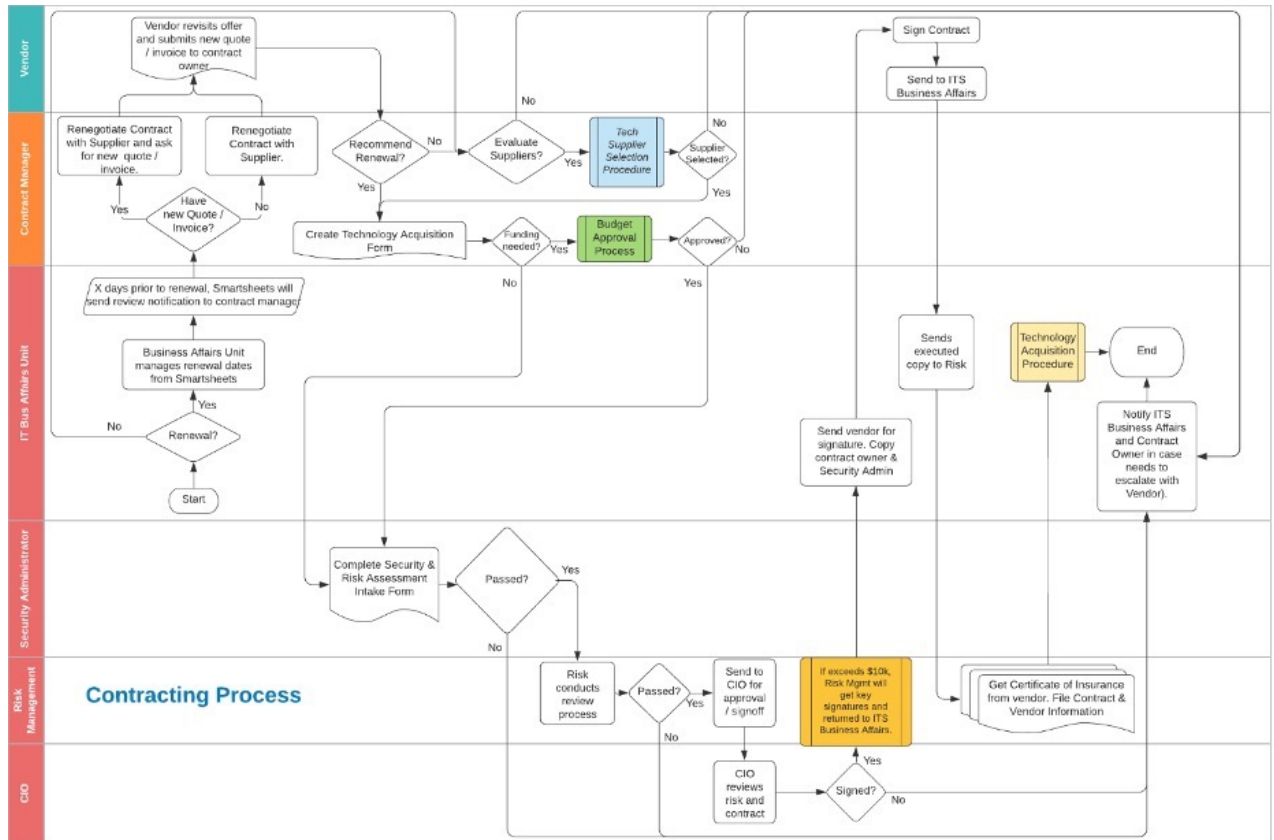 Vendor
Vendor revisits offer
and submits new quote
/ invoice to contract
owner
Sign Contract
Send to ITS
Business Affairs
No
Contract Manager
Renegotiate Contract
with Supplier and ask
for new quote /
invoice.
Renegotiate
Contract with
Supplier.
Recommend
Renewal?
No
Evaluate
Suppliers?
Yes
Tech
Supplier
Selection
Procedure
No
Supplier
Selected?
Yes
Yes
Yes
Have
new Quote /
Invoice?
No
Create Technology Acquisition
Form
Funding
needed?
Yes
Budget
Approval
Process
Approved?
No
No
Yes
IT Bus Affairs Unit
X days prior to renewal, Smartsheets will
send review notification to contract manager
Business Affairs Unit
manages renewal dates
from Smartsheets
Yes
No
Renewal?
Start
Sends
executed
copy to Risk
Technology
Acquisition
Procedure
End
Send vendor for
signature. Copy
contract owner &
Security Admin
Notify ITS
Business Affairs
and Contract
Owner in case
needs to
escalate with
Vendor).
Security Administrator
Complete Security &
Risk Assessment
Intake Form
Passed?
Yes
No
Risk
Management
Contracting Process
Risk
conducts
review
process
Passed?
Yes
No
Send to
CIO for
approval
/ signoff
If exceeds $10k,
Risk Mgmt will
get key
signatures and
returned to ITS
Business Affairs.
Get Certificate of Insurance
from vendor. File Contract &
Vendor Information
CIO
CIO
reviews
risk and
contract
Signed?
Yes
No